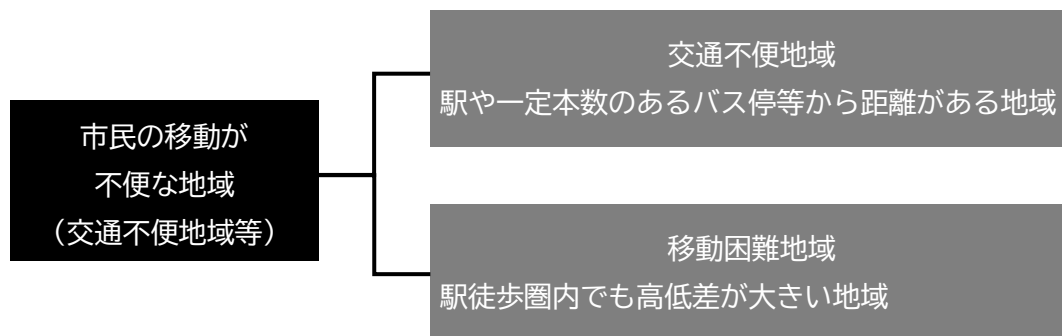 市民の移動が
不便な地域
（交通不便地域等）
交通不便地域
駅や一定本数のあるバス停等から距離がある地域
移動困難地域
駅徒歩圏内でも高低差が大きい地域